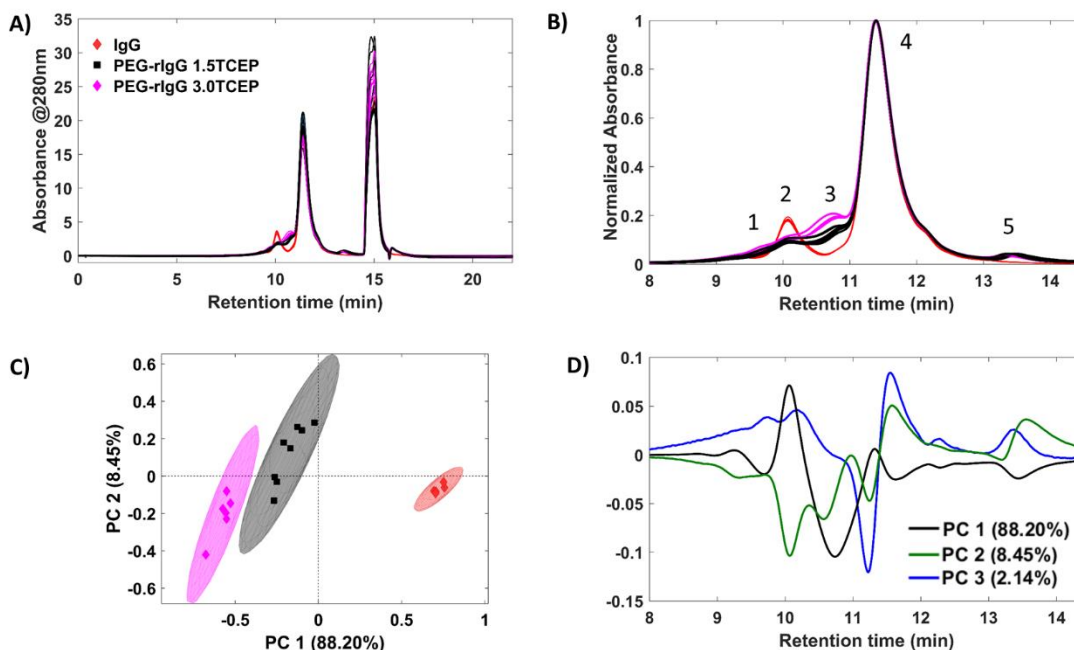 A)
35
30
25
20
15
10
5
0
Absorbance @280nm
IgG
PEG-rIgG 1.5TCEP
PEG-rIgG 3.0TCEP
0 5 10 15 20
Retention time (min)
B)
1
0.8
0.6
0.4
0.2
0
Normalized Absorbance
1
2
3
4
5
8 9 10 11 12 13 14
Retention time (min)
C)
0.6
0.4
0.2
0
-0.2
-0.4
-0.6
PC 2 (8.45%)
-0.5 0 0.5 1
PC 1 (88.20%)
D)
0.1
0.05
0
-0.05
-0.1
-0.15
PC 1 (88.20%)
PC 2 (8.45%)
PC 3 (2.14%)
8 9 10 11 12 13 14
Retention time (min)